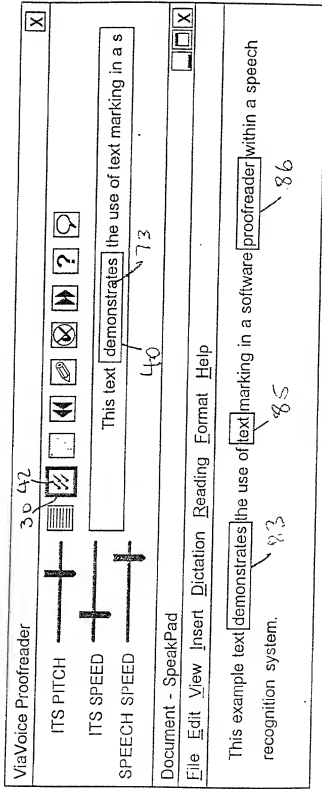 ViaVoice Proofreader X
30 42
ITS PITCH
?
ITS SPEED
This text demonstrates the use of text marking in a s
SPEECH SPEED
40 73
Document - SpeakPad X
File Edit View Insert Dictation Reading Format Help
This example text demonstrates the use of text marking in a software proofreader within a speech
83 85 86
recognition system.